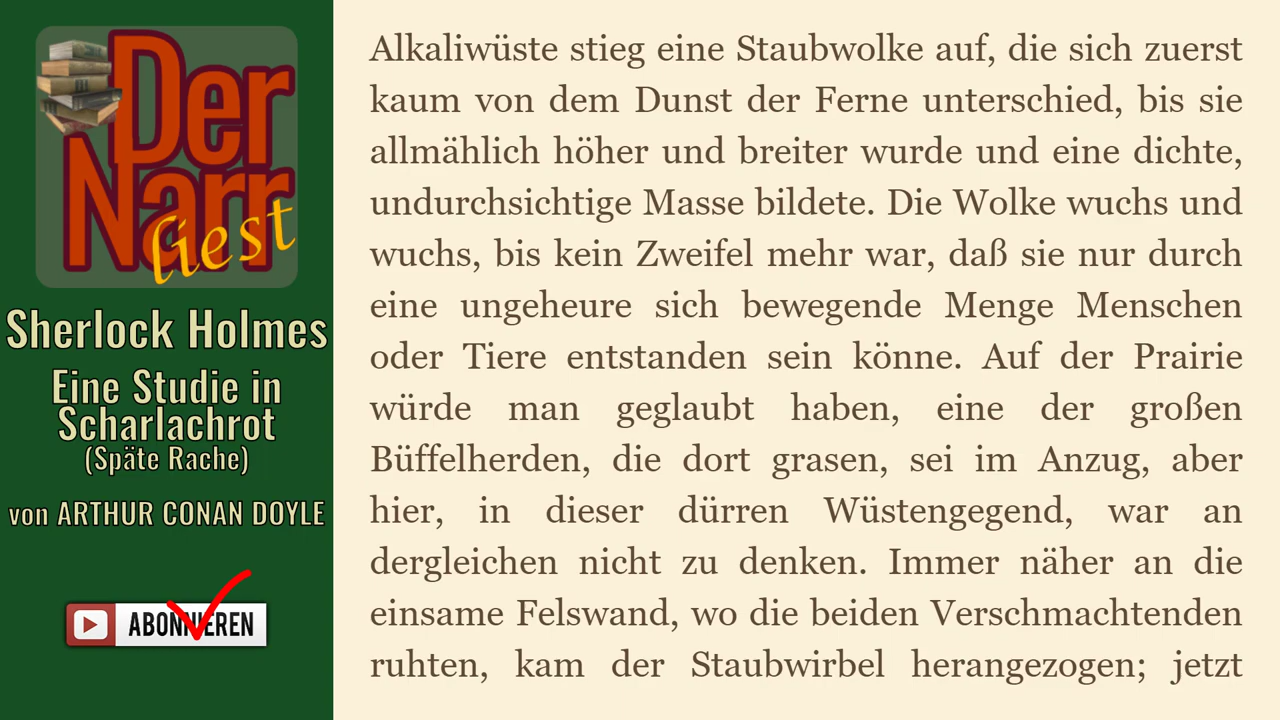 Der
Narr
liest
Sherlock Holmes
Eine Studie in
Scharlachrot
(Späte Rache)
von ARTHUR CONAN DOYLE
ABONNIEREN
Alkaliwüste stieg eine Staubwolke auf, die sich zuerst
kaum von dem Dunst der Ferne unterschied, bis sie
allmählich höher und breiter wurde und eine dichte,
undurchsichtige Masse bildete. Die Wolke wuchs und
wuchs, bis kein Zweifel mehr war, daß sie nur durch
eine ungeheure sich bewegende Menge Menschen
oder Tiere entstanden sein könne. Auf der Prairie
würde man geglaubt haben, eine der großen
Büffelherden, die dort grasen, sei im Anzug, aber
hier, in dieser dürren Wüstengegend, war an
dergleichen nicht zu denken. Immer näher an die
einsame Felswand, wo die beiden Verschmachtenden
ruhten, kam der Staubwirbel herangezogen; jetzt